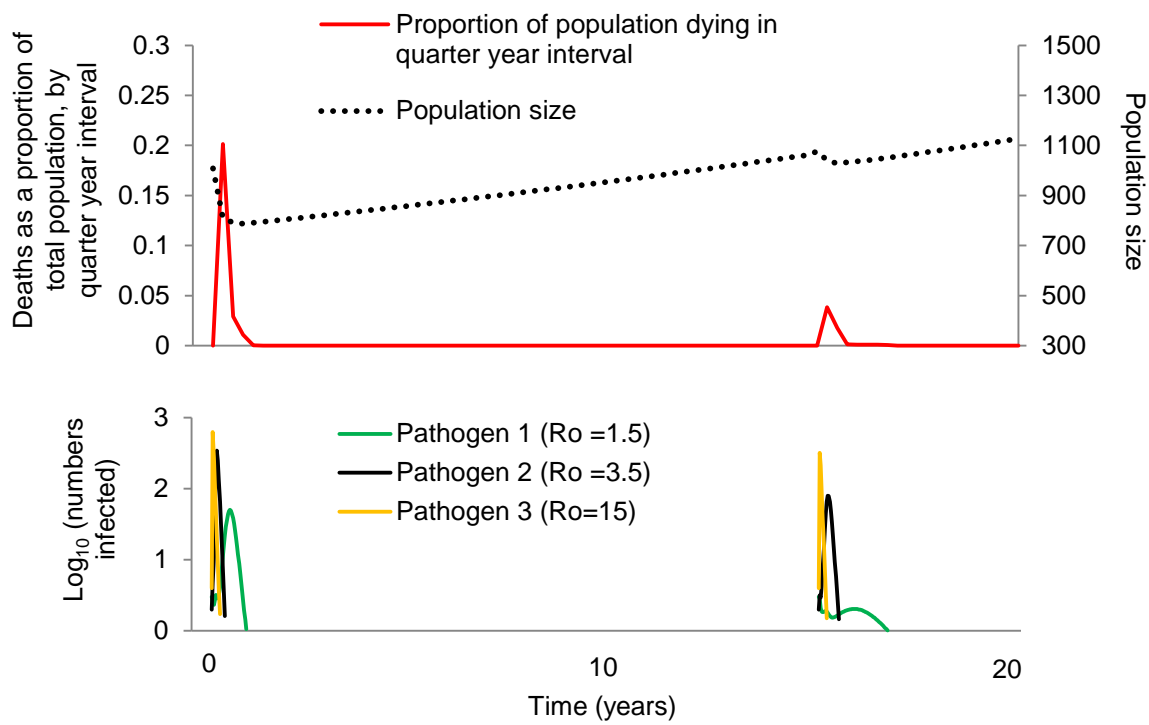 Proportion of population dying in
quarter year interval
Population size
Deaths as a proportion of
total population, by
quarter year interval
0.3
0.25
0.2
0.15
0.1
0.05
0
1500
1300
1100
900
700
500
300
Population size
Pathogen 1 (Ro =1.5)
Pathogen 2 (Ro =3.5)
Pathogen 3 (Ro=15)
Log10 (numbers
infected)
3
2
1
0
0 10 20
Time (years)